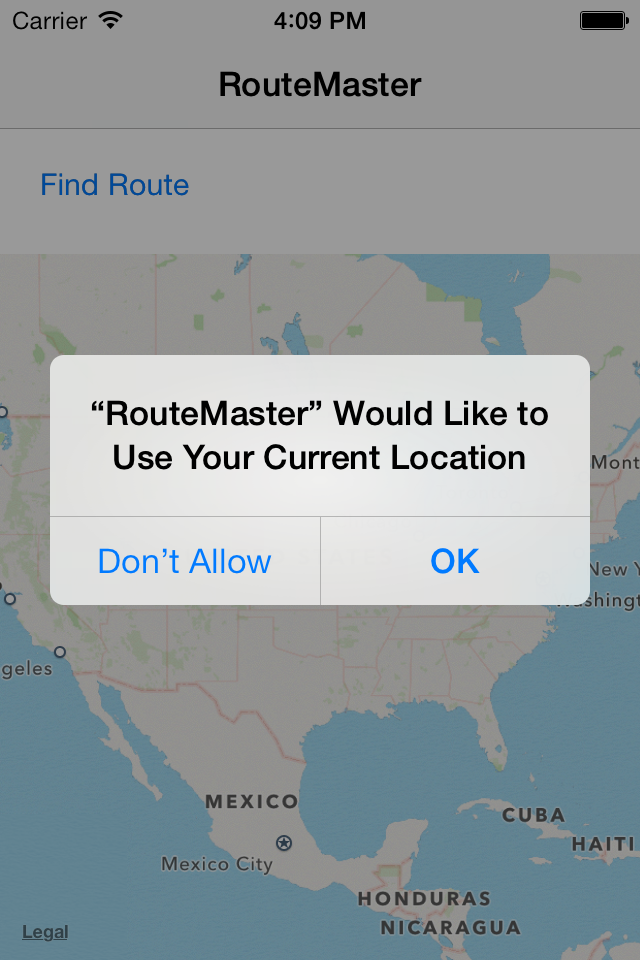 Carrier 4:09 PM
RouteMaster
Find Route
“RouteMaster” Would Like to
Use Your Current Location
Mont
Don’t Allow OK
New Y
ashingt
geles
MEXICO
CUBA
HAITI
Mexico City
HONDURAS
NICARAGUA
Legal